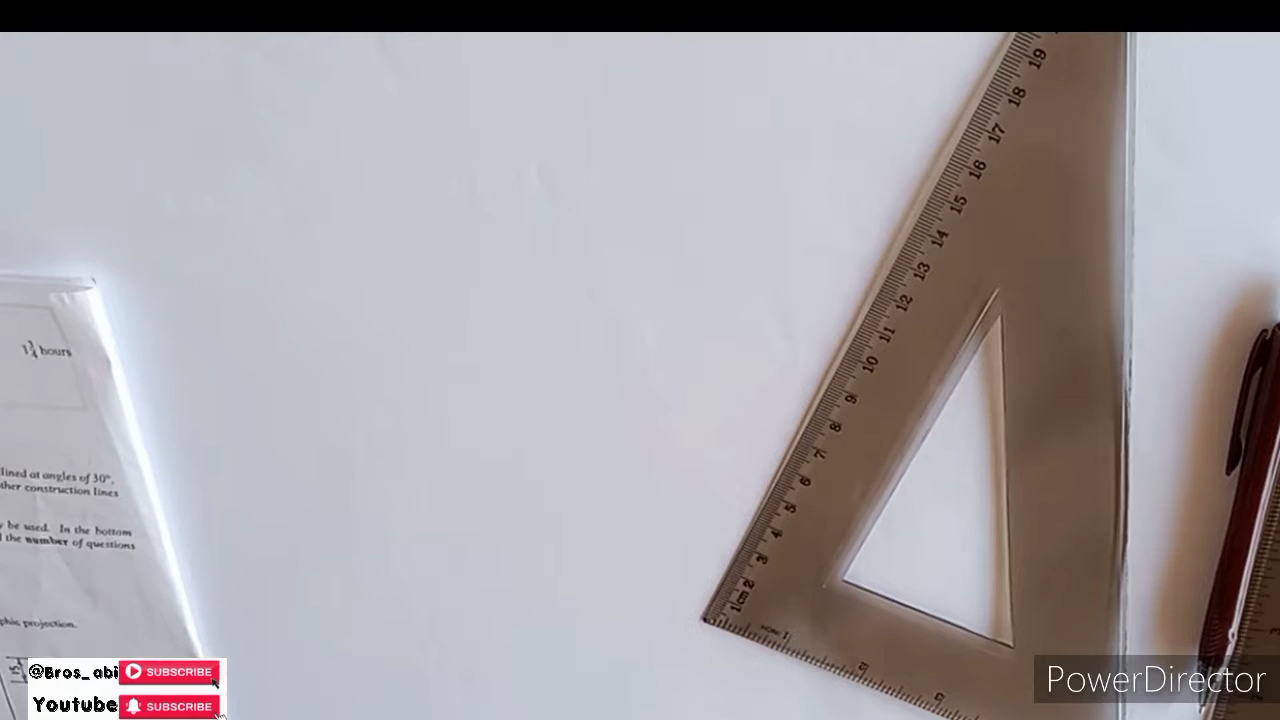 1 3/4 hours
lined at angles of 30°,
ther construction lines
be used. In the bottom
the number of questions
phic projection.
19
18
17
16
15
14
13
12
11
10
9
8
7
6
5
4
3
2
1cm
@Bros_abi SUBSCRIBE
Youtube SUBSCRIBE
PowerDirector